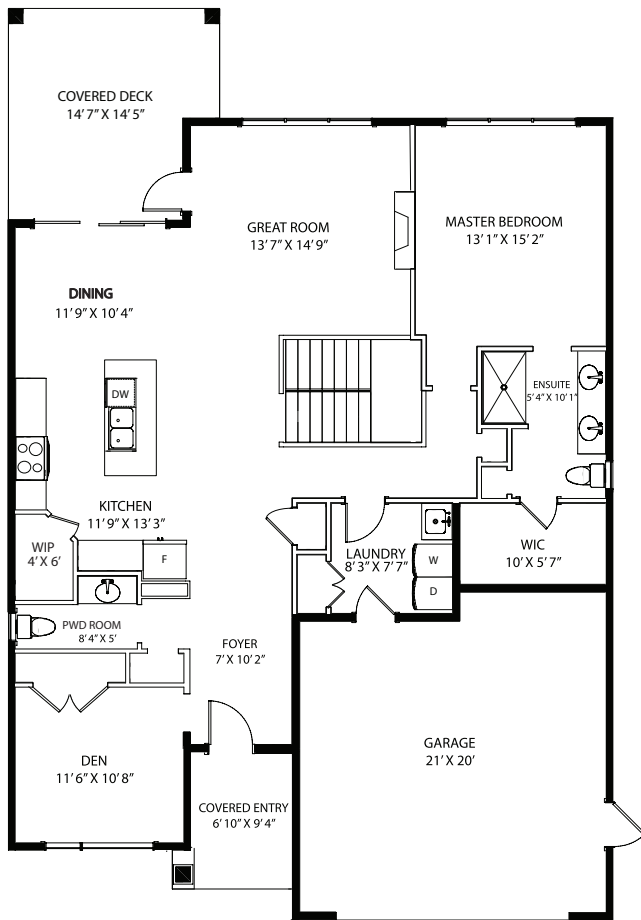 COVERED DECK
14' 7" X 14' 5"
GREAT ROOM
13' 7" X 14' 9"
MASTER BEDROOM
13' 1" X 15' 2"
DINING
11' 9" X 10' 4"
DW
ENSUITE
5' 4" X 10' 1"
KITCHEN
11' 9" X 13' 3"
WIP
4' X 6'
F
LAUNDRY
8' 3" X 7' 7"
W
D
WIC
10' X 5' 7"
PWD ROOM
8' 4" X 5'
FOYER
7' X 10' 2"
DEN
11' 6" X 10' 8"
GARAGE
21' X 20'
COVERED ENTRY
6' 10" X 9' 4"